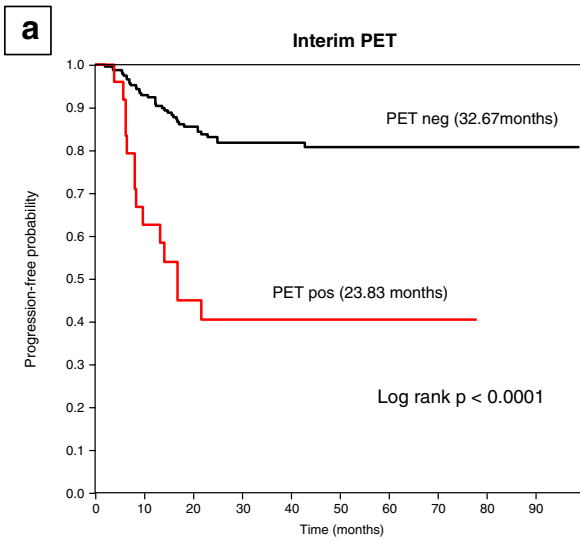 a
Interim PET
1.0
0.9
0.8
0.7
0.6
0.5
0.4
0.3
0.2
0.1
0.0
Progression-free probability
PET neg (32.67months)
PET pos (23.83 months)
Log rank p < 0.0001
0 10 20 30 40 50 60 70 80 90
Time (months)